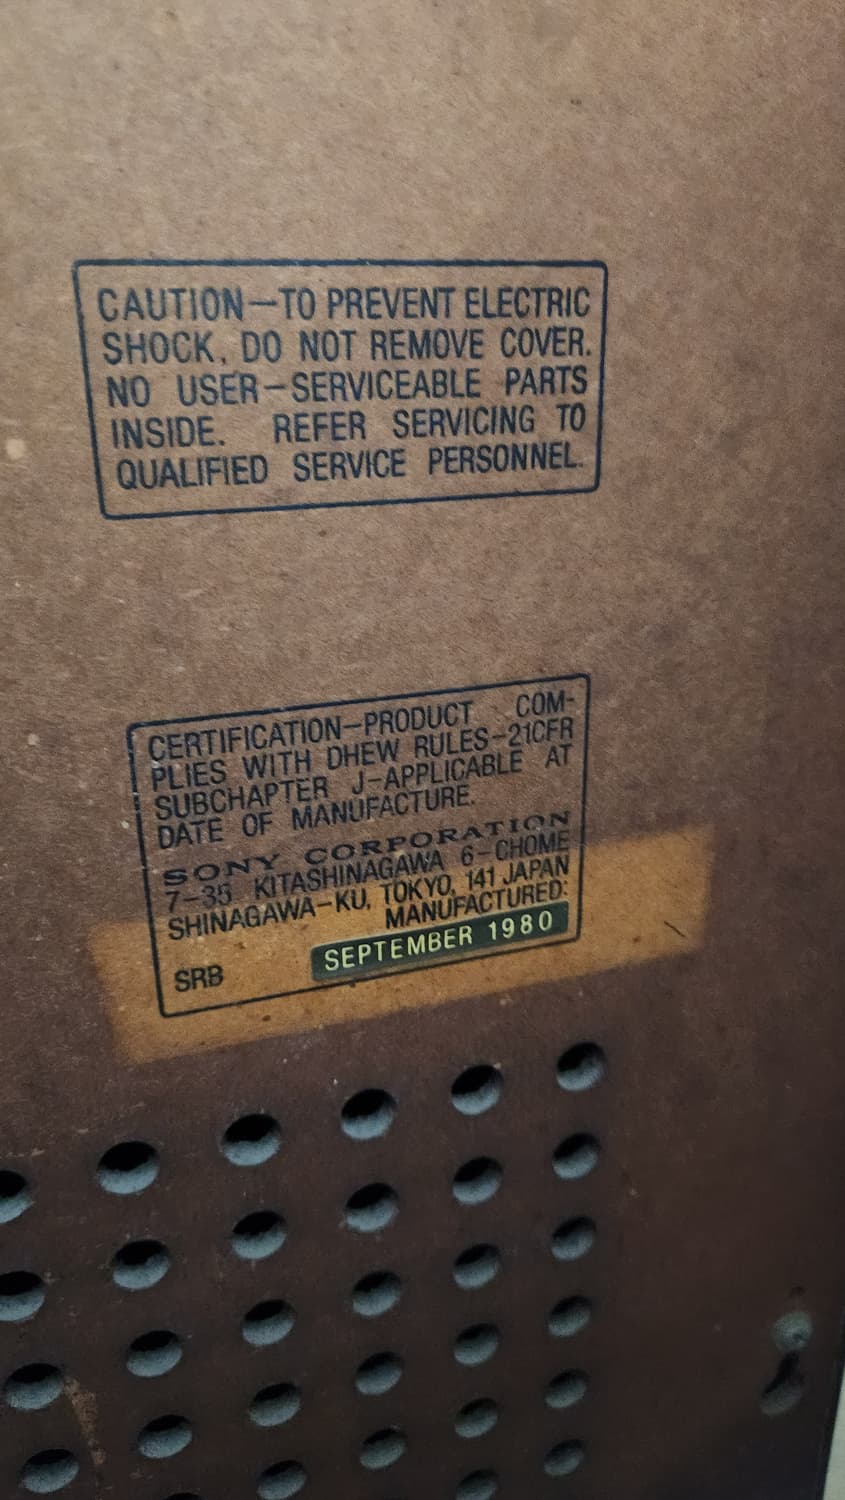 CAUTION—TO PREVENT ELECTRIC
SHOCK, DO NOT REMOVE COVER.
NO USER–SERVICEABLE PARTS
INSIDE. REFER SERVICING TO
QUALIFIED SERVICE PERSONNEL.
CERTIFICATION–PRODUCT COM-
PLIES WITH DHEW RULES–21CFR
SUBCHAPTER J–APPLICABLE AT
DATE OF MANUFACTURE.
SONY CORPORATION
7–35 KITASHINAGAWA 6–CHOME
SHINAGAWA–KU, TOKYO, 141 JAPAN
MANUFACTURED:
SRB SEPTEMBER 1980